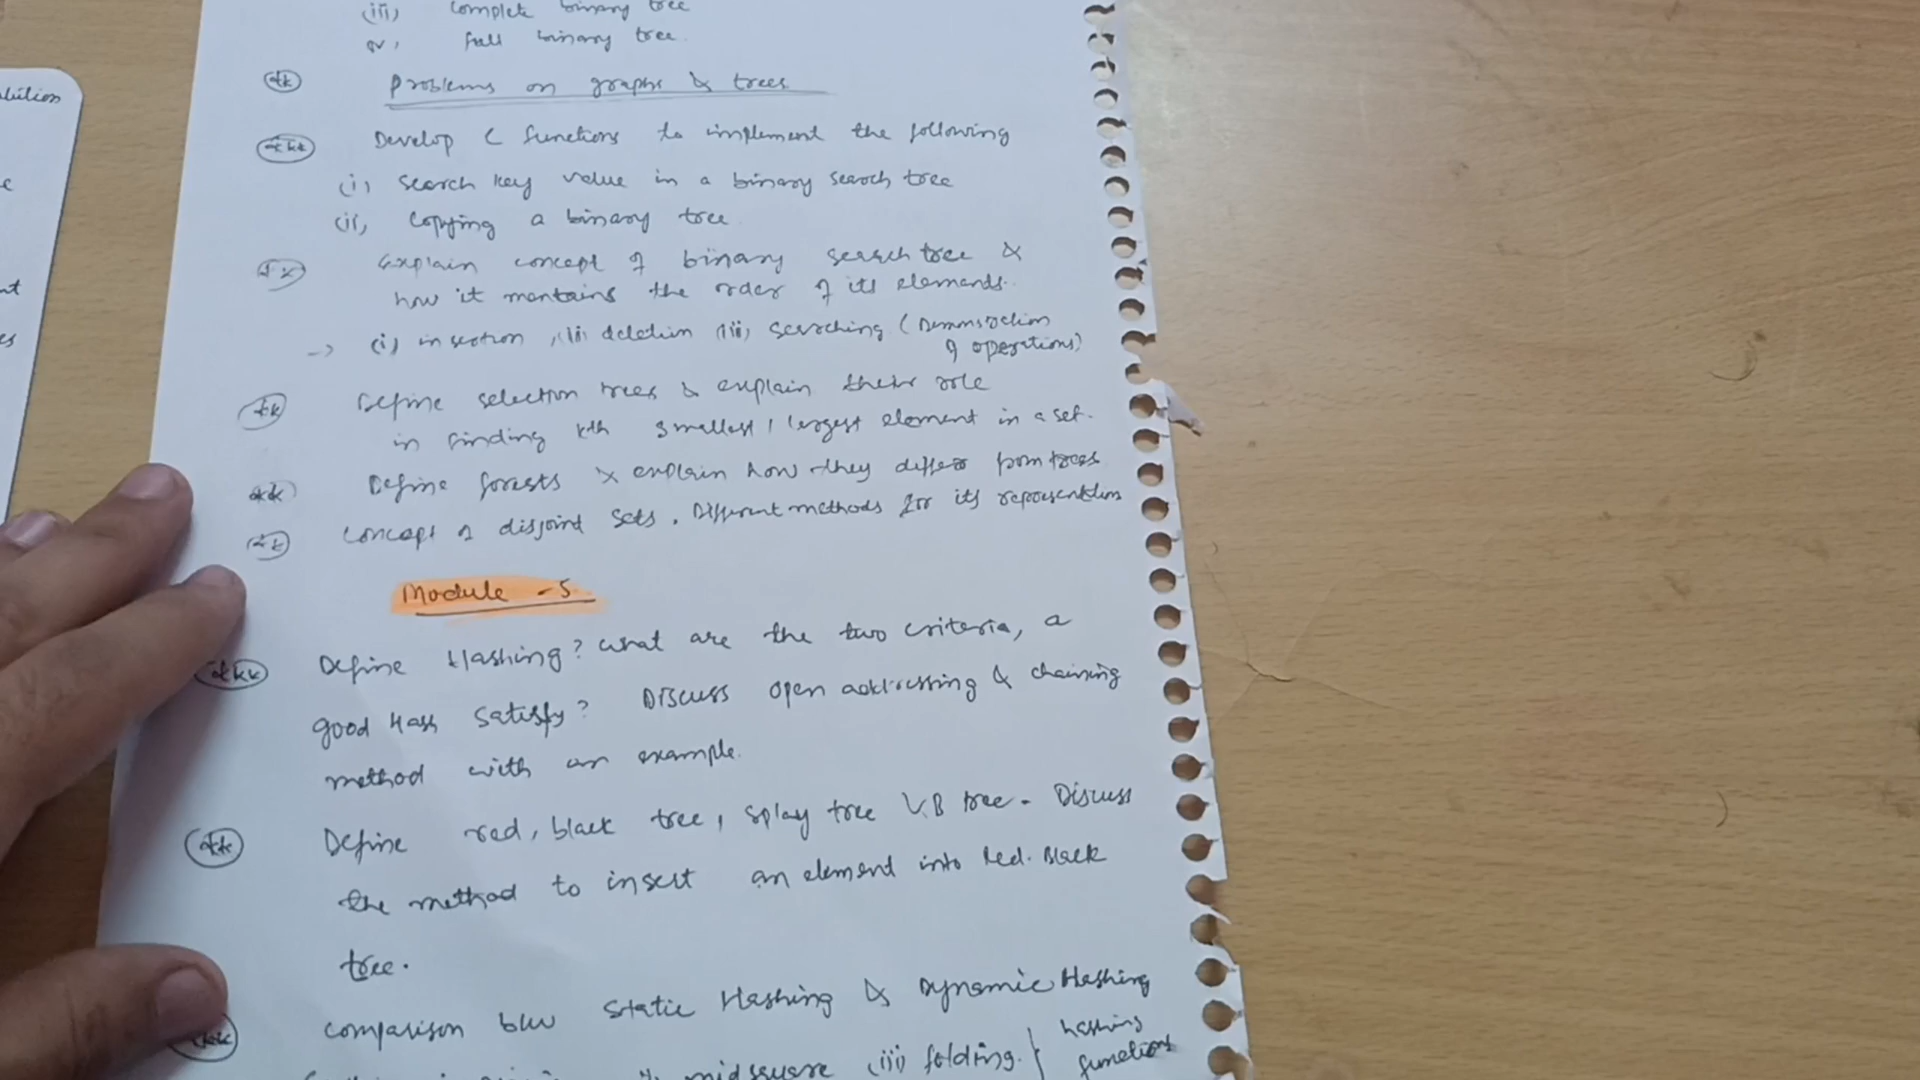 bution
c
nt
es
(iii) complete binary tree
full binary tree.
** Problems on graphs & trees
*** Develop C functions to implement the following
(i) search key value in a binary search tree
(ii) copying a binary tree
** Explain concept of binary search tree &
how it mantains the order of its elements.
→ (i) insertion, (ii) deletion (iii) searching (Demonstration
of operations)
** Define selection trees & explain their role
in finding kth smallest / largest element in a set.
** Define forests & explain how they differ from trees
** Concept of disjoint sets. Different methods for its representation
Module - 5
*** Define Hashing? what are the two criteria, a
good Hash satisfy? Discuss open addressing & chaining
method with an example.
*** Define red, black tree, splay tree & B tree. Discuss
the method to insert an element into Red. Black
tree.
*** comparison b/w static Hashing & Dynamic Hashing
midsquare (iii) folding. } hashing
functions